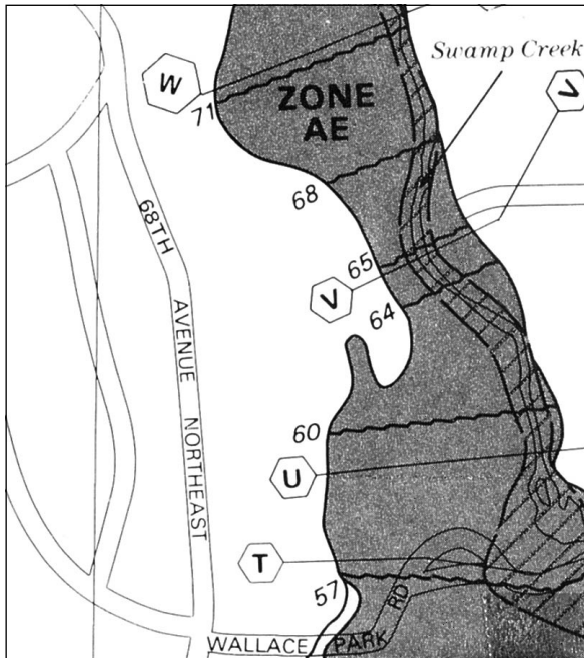 W
71
ZONE
AE
Swamp Creek
V
68
68TH
AVENUE
NORTHEAST
65
V
64
60
U
T
57
WALLACE PARK RD